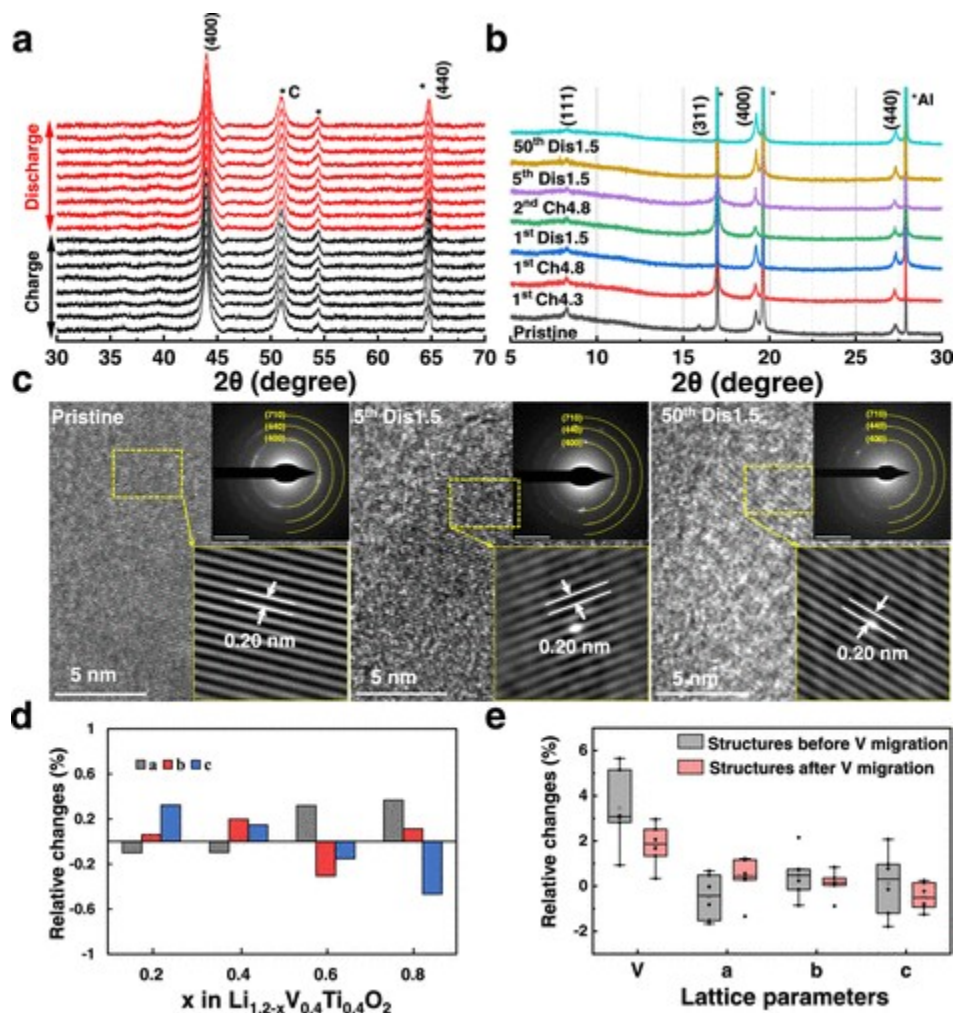 a
(400)
* C
*
*
(440)
Discharge
Charge
30 35 40 45 50 55 60 65 70
2θ (degree)
b
(111)
(311)
*
(400)
*
(440)
*Al
50th Dis1.5
5th Dis1.5
2nd Ch4.8
1st Dis1.5
1st Ch4.8
1st Ch4.3
Pristine
5 10 15 20 25 30
2θ (degree)
c
Pristine
(710)
(440)
(400)
0.20 nm
5 nm
5th Dis1.5
(710)
(440)
(400)
0.20 nm
5 nm
50th Dis1.5
(710)
(440)
(400)
0.20 nm
5 nm
d
Relative changes (%)
1
0.6
0.2
-0.2
-0.6
-1
a b c
0.2 0.4 0.6 0.8
x in Li1.2-xV0.4Ti0.4O2
e
Relative changes (%)
6
4
2
0
-2
Structures before V migration
Structures after V migration
V a b c
Lattice parameters